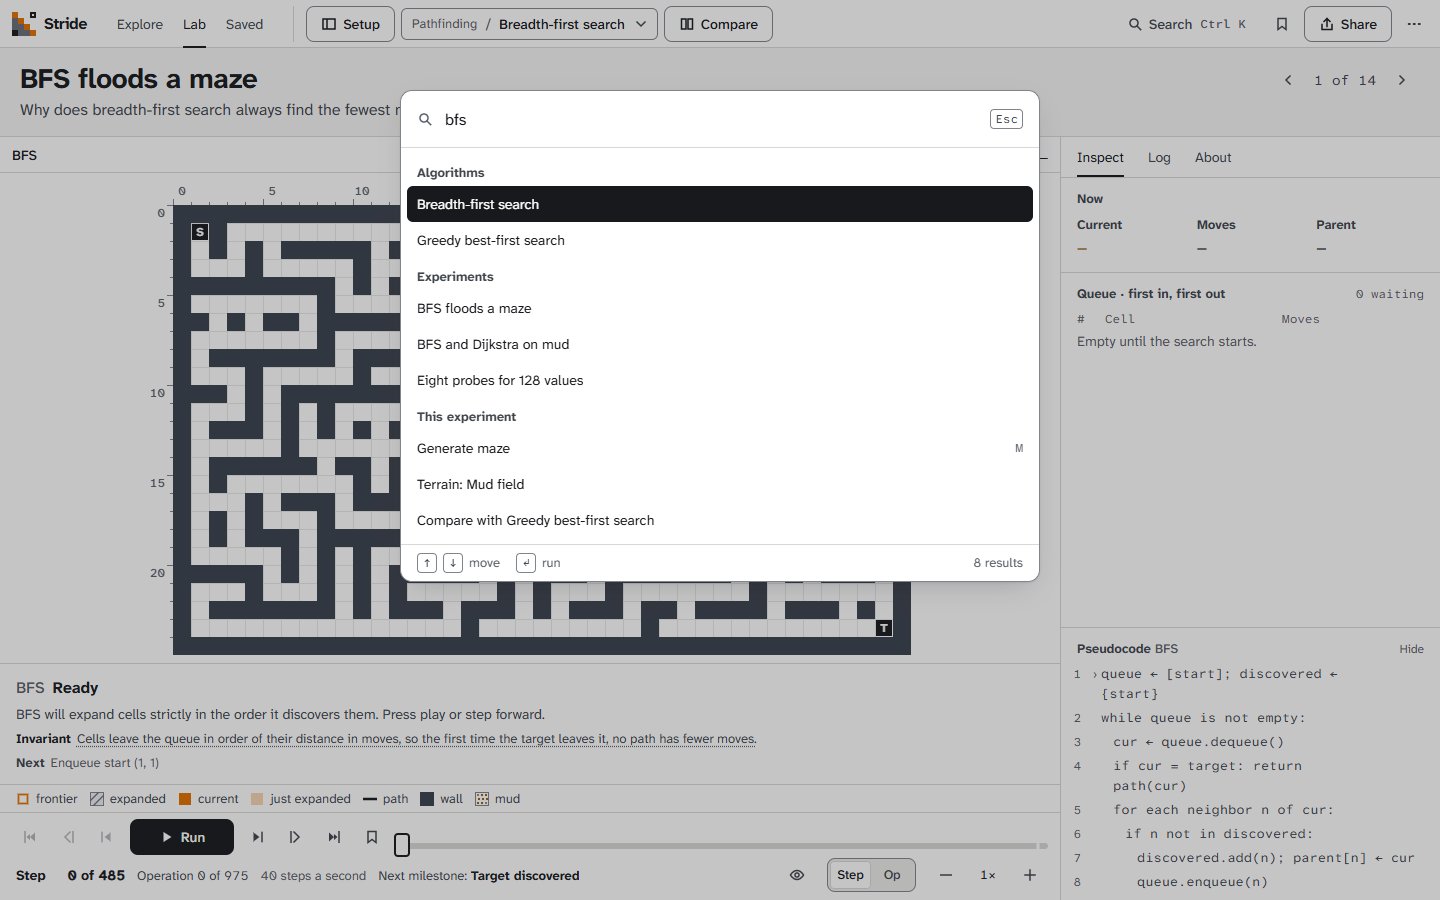 Stride
Explore
Lab
Saved
Setup
Pathfinding / Breadth-first search
Compare
Search Ctrl K
Share
BFS floods a maze
1 of 14
Why does breadth-first search always find the fewest
bfs
Esc
Algorithms
Breadth-first search
Greedy best-first search
Experiments
BFS floods a maze
BFS and Dijkstra on mud
Eight probes for 128 values
This experiment
Generate maze M
Terrain: Mud field
Compare with Greedy best-first search
↑ ↓ move ↵ run
8 results
BFS
0 5 10
0
5
10
15
20
S
T
Inspect Log About
Now
Current Moves Parent
– – –
Queue · first in, first out 0 waiting
# Cell Moves
Empty until the search starts.
BFS Ready
BFS will expand cells strictly in the order it discovers them. Press play or step forward.
Invariant Cells leave the queue in order of their distance in moves, so the first time the target leaves it, no path has fewer moves.
Next Enqueue start (1, 1)
frontier expanded current just expanded path wall mud
Run
Step 0 of 485 Operation 0 of 975 40 steps a second Next milestone: Target discovered
Step Op
− 1× +
Pseudocode BFS Hide
1 › queue ← [start]; discovered ←
{start}
2 while queue is not empty:
3 cur ← queue.dequeue()
4 if cur = target: return
path(cur)
5 for each neighbor n of cur:
6 if n not in discovered:
7 discovered.add(n); parent[n] ← cur
8 queue.enqueue(n)